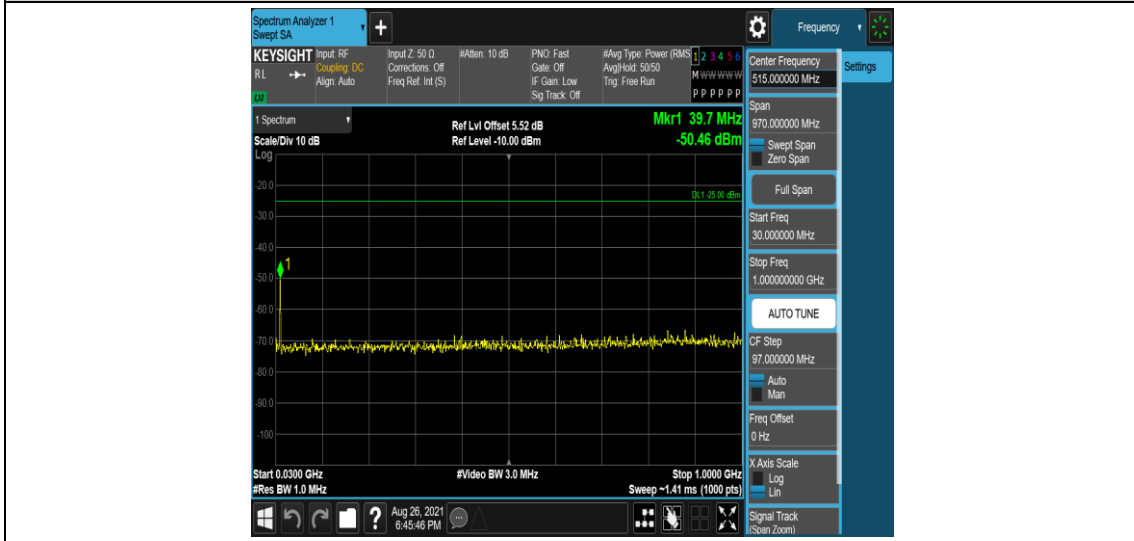 Spectrum Analyzer 1
Swept SA
Frequency
KEYSIGHT
RL
Input: RF
Coupling: DC
Align: Auto
Input Z: 50 Ω
Corrections: Off
Freq Ref: Int (S)
#Atten: 10 dB
PNO: Fast
Gate: Off
IF Gain: Low
Sig Track: Off
#Avg Type: Power (RMS
Avg|Hold: 50/50
Trig: Free Run
1 2 3 4 5 6
M W W W W W
P P P P P P
1 Spectrum
Scale/Div 10 dB
Ref Lvl Offset 5.52 dB
Ref Level -10.00 dBm
Mkr1 39.7 MHz
-50.46 dBm
Log
DL1 -25.00 dBm
1
-20.0
-30.0
-40.0
-50.0
-60.0
-70.0
-80.0
-90.0
-100
Start 0.0300 GHz
#Res BW 1.0 MHz
#Video BW 3.0 MHz
Stop 1.0000 GHz
Sweep ~1.41 ms (1000 pts)
Aug 26, 2021
6:45:46 PM
Center Frequency
515.000000 MHz
Settings
Span
970.000000 MHz
Swept Span
Zero Span
Full Span
Start Freq
30.000000 MHz
Stop Freq
1.000000000 GHz
AUTO TUNE
CF Step
97.000000 MHz
Auto
Man
Freq Offset
0 Hz
X Axis Scale
Log
Lin
Signal Track
(Span Zoom)